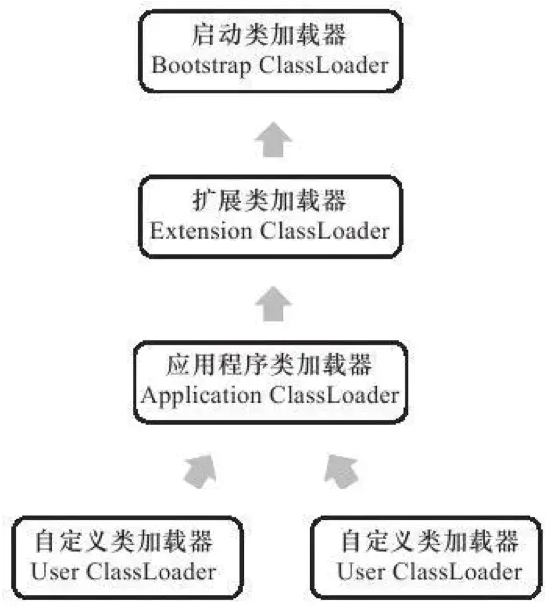 启动类加载器
Bootstrap ClassLoader
扩展类加载器
Extension ClassLoader
应用程序类加载器
Application ClassLoader
自定义类加载器
User ClassLoader
自定义类加载器
User ClassLoader